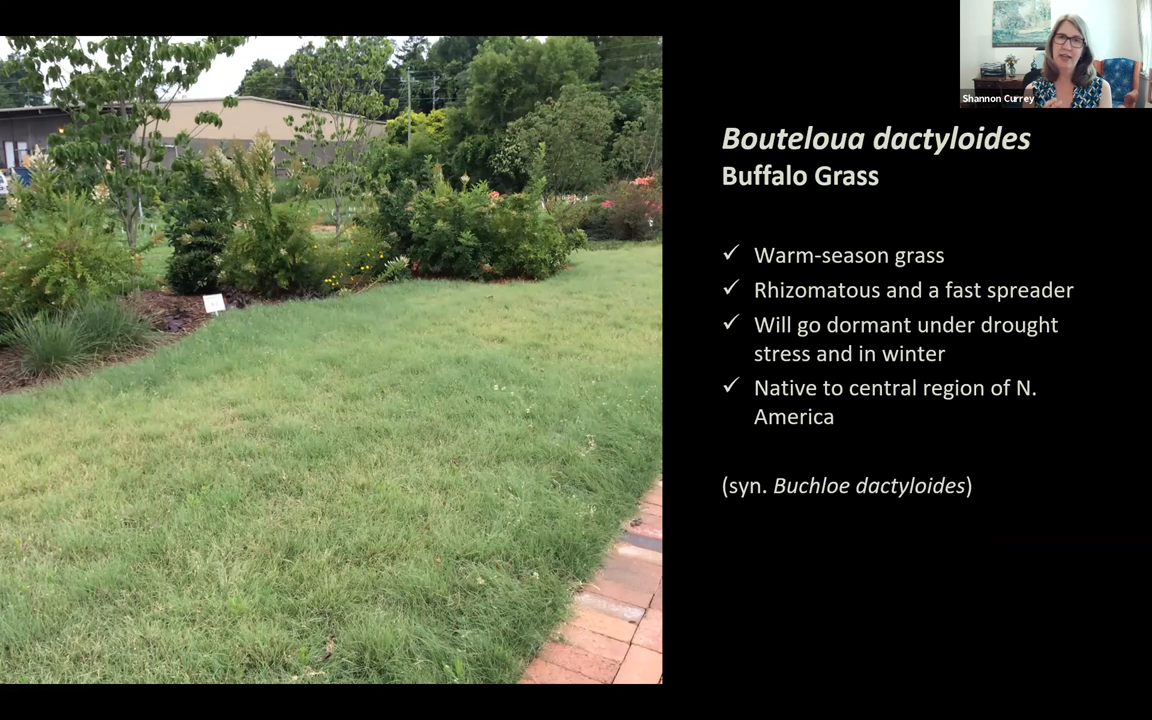 Shannon Currey
Bouteloua dactyloides
Buffalo Grass
✓ Warm-season grass
✓ Rhizomatous and a fast spreader
✓ Will go dormant under drought
stress and in winter
✓ Native to central region of N.
America
(syn. Buchloe dactyloides)